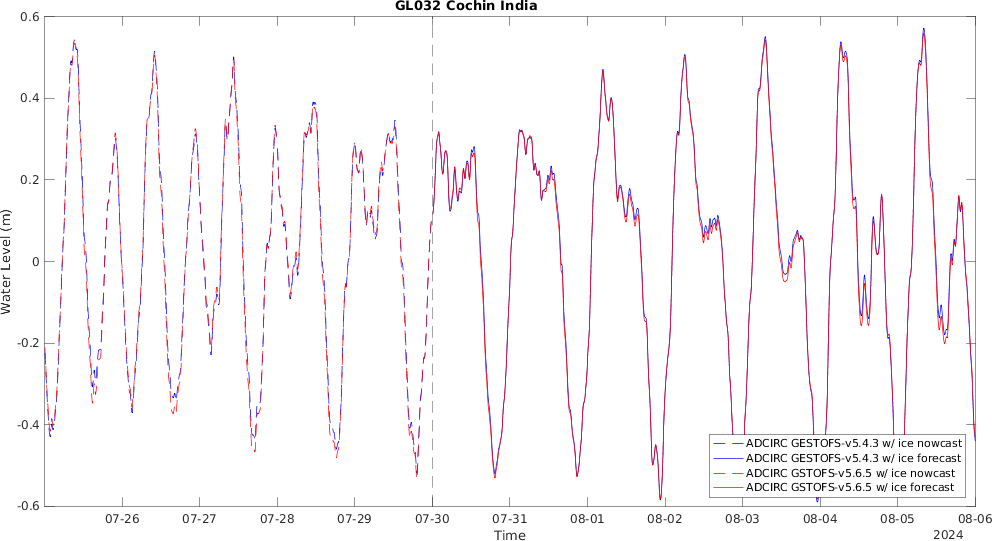 GL032 Cochin India
0.6
0.4
0.2
0
-0.2
-0.4
-0.6
Water Level (m)
ADCIRC GESTOFS-v5.4.3 w/ ice nowcast
ADCIRC GESTOFS-v5.4.3 w/ ice forecast
ADCIRC GSTOFS-v5.6.5 w/ ice nowcast
ADCIRC GSTOFS-v5.6.5 w/ ice forecast
07-26 07-27 07-28 07-29 07-30 07-31 08-01 08-02 08-03 08-04 08-05 08-06
Time
2024